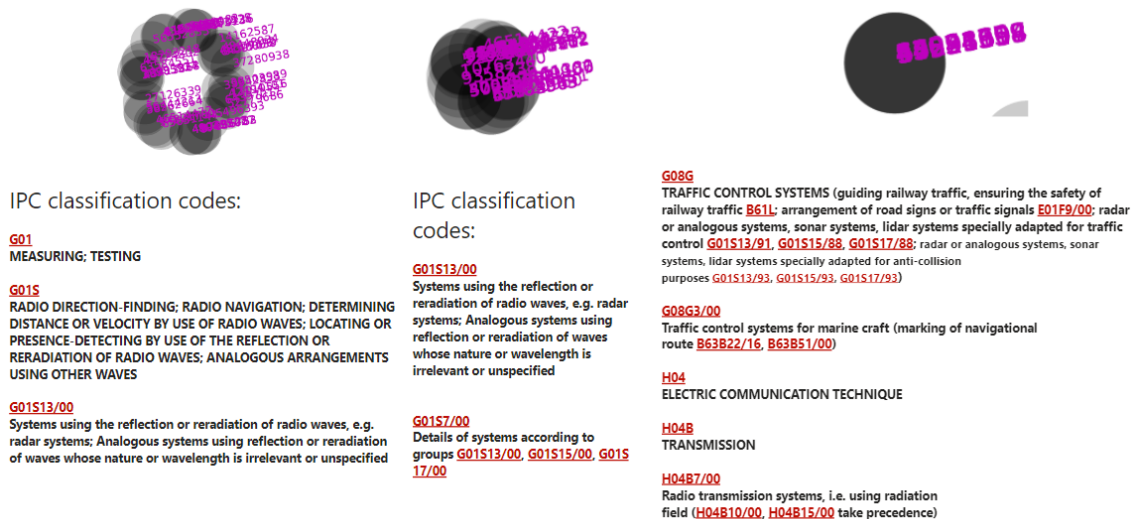 34162587
37280938
37126339
IPC classification codes:
G01
MEASURING; TESTING
G01S
RADIO DIRECTION-FINDING; RADIO NAVIGATION; DETERMINING
DISTANCE OR VELOCITY BY USE OF RADIO WAVES; LOCATING OR
PRESENCE-DETECTING BY USE OF THE REFLECTION OR
RERADIATION OF RADIO WAVES; ANALOGOUS ARRANGEMENTS
USING OTHER WAVES
G01S13/00
Systems using the reflection or reradiation of radio waves, e.g.
radar systems; Analogous systems using reflection or reradiation
of waves whose nature or wavelength is irrelevant or unspecified
IPC classification
codes:
G01S13/00
Systems using the reflection or
reradiation of radio waves, e.g. radar
systems; Analogous systems using
reflection or reradiation of waves
whose nature or wavelength is
irrelevant or unspecified
G01S7/00
Details of systems according to
groups G01S13/00, G01S15/00, G01S
17/00
G08G
TRAFFIC CONTROL SYSTEMS (guiding railway traffic, ensuring the safety of
railway traffic B61L; arrangement of road signs or traffic signals E01F9/00; radar
or analogous systems, sonar systems, lidar systems specially adapted for traffic
control G01S13/91, G01S15/88, G01S17/88; radar or analogous systems, sonar
systems, lidar systems specially adapted for anti-collision
purposes G01S13/93, G01S15/93, G01S17/93)
G08G3/00
Traffic control systems for marine craft (marking of navigational
route B63B22/16, B63B51/00)
H04
ELECTRIC COMMUNICATION TECHNIQUE
H04B
TRANSMISSION
H04B7/00
Radio transmission systems, i.e. using radiation
field (H04B10/00, H04B15/00 take precedence)